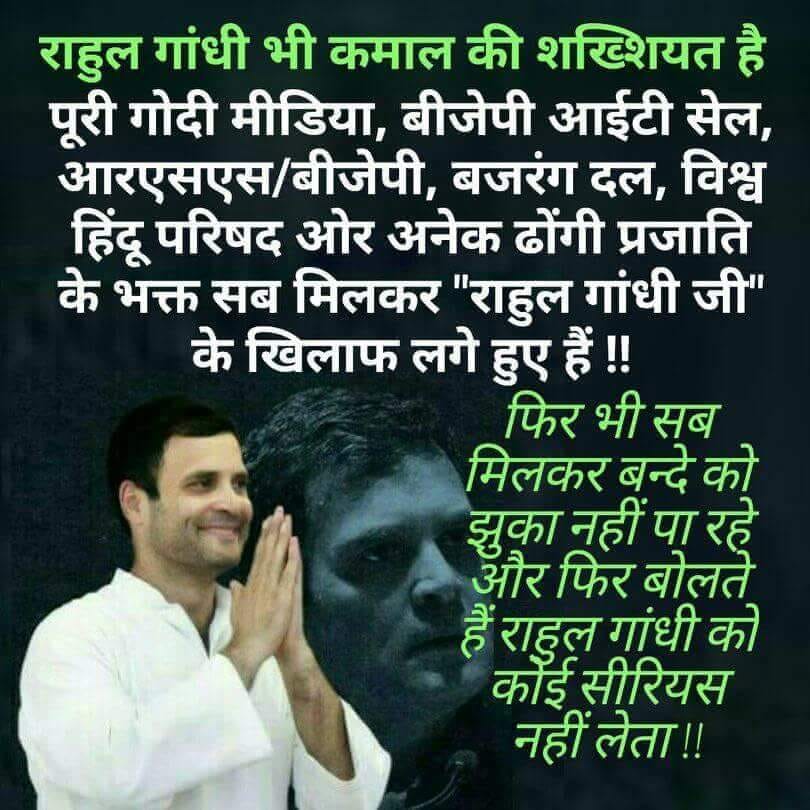 राहुल गांधी भी कमाल की शख्शियत है
पूरी गोदी मीडिया, बीजेपी आईटी सेल,
आरएसएस/बीजेपी, बजरंग दल, विश्व
हिंदू परिषद ओर अनेक ढोंगी प्रजाति
के भक्त सब मिलकर "राहुल गांधी जी"
के खिलाफ लगे हुए हैं !!
फिर भी सब
मिलकर बन्दे को
झुका नहीं पा रहे
और फिर बोलते
हैं राहुल गांधी को
कोई सीरियस
नहीं लेता !!